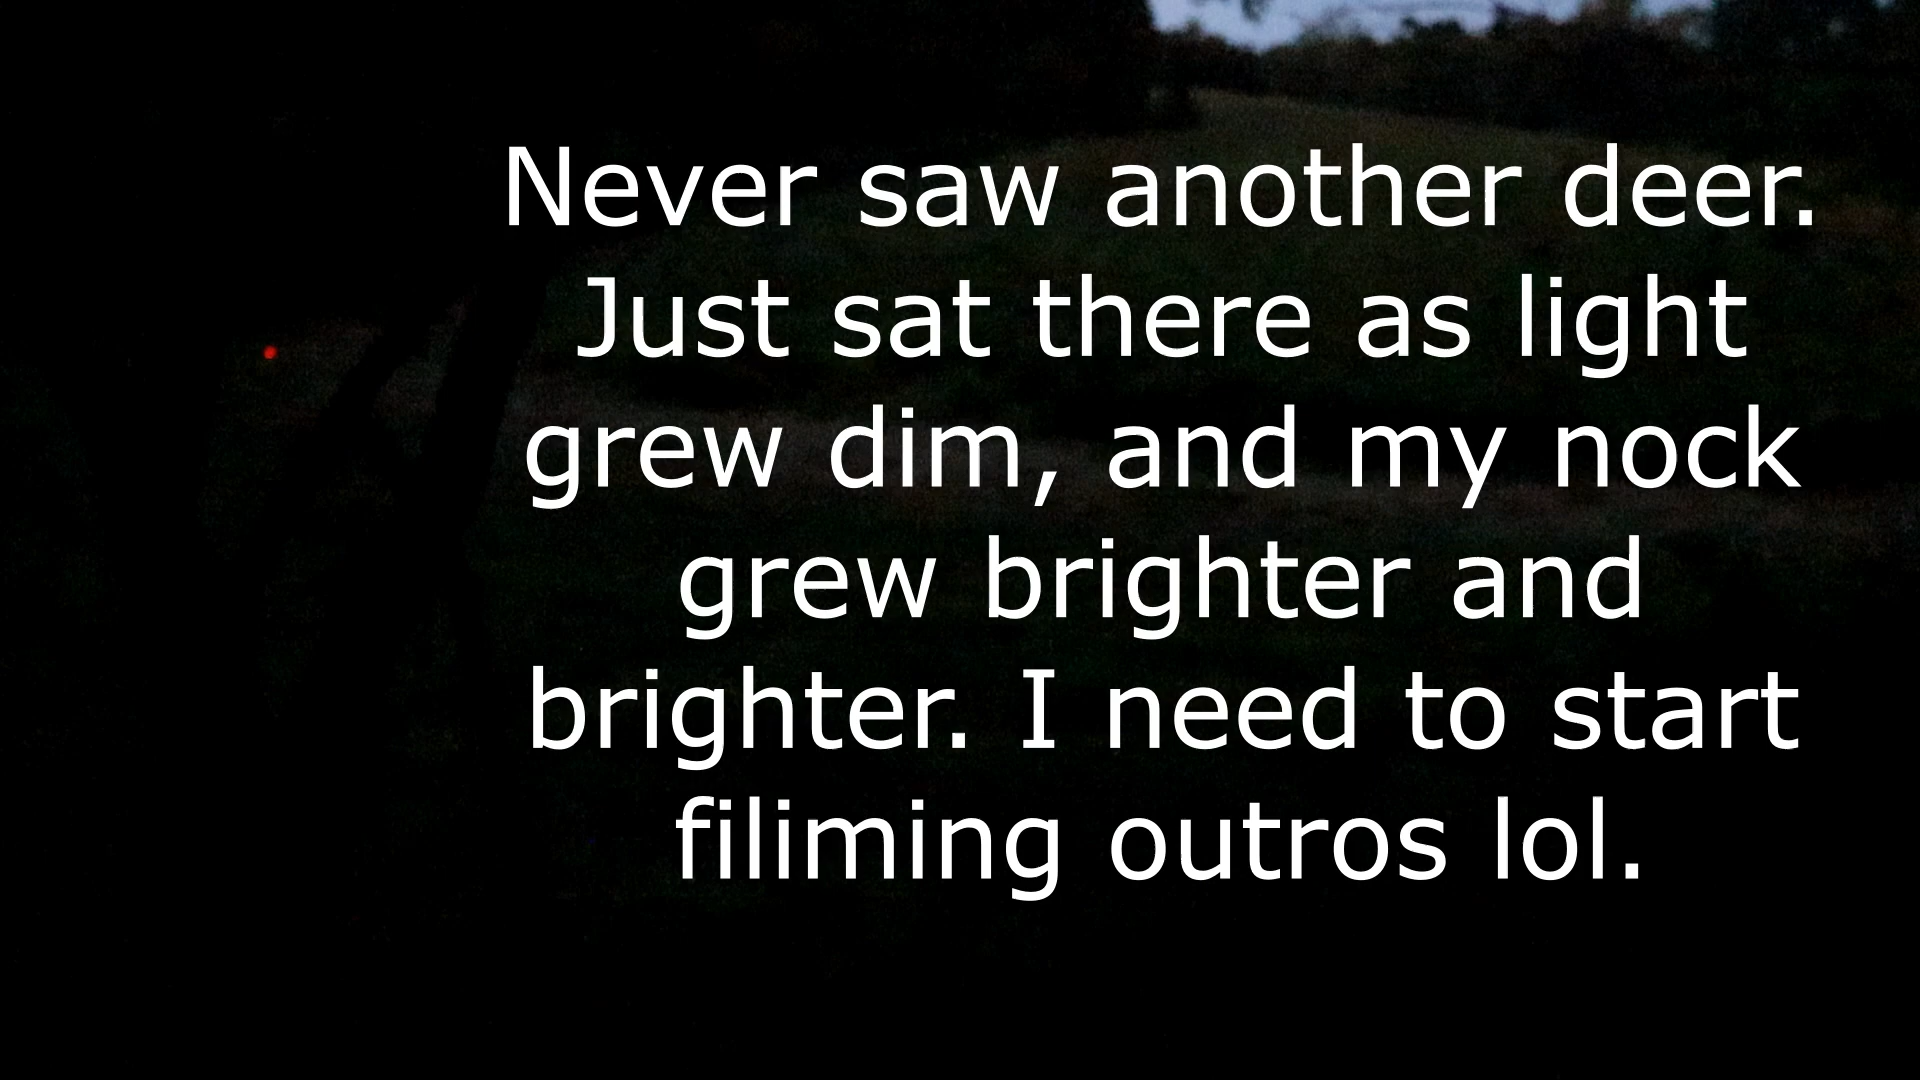 Never saw another deer.
Just sat there as light
grew dim, and my nock
grew brighter and
brighter. I need to start
filiming outros lol.